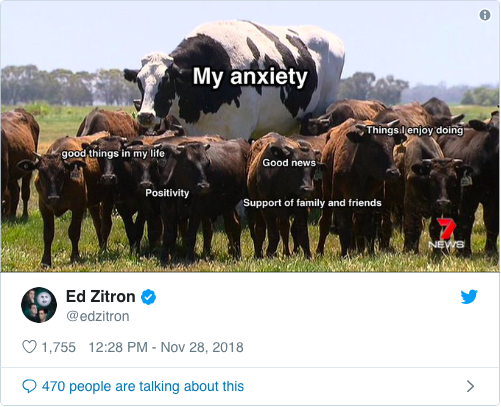 My anxiety
Things I enjoy doing
good things in my life
Good news
Positivity
Support of family and friends
7
NEWS
Ed Zitron
@edzitron
1,755 12:28 PM - Nov 28, 2018
470 people are talking about this